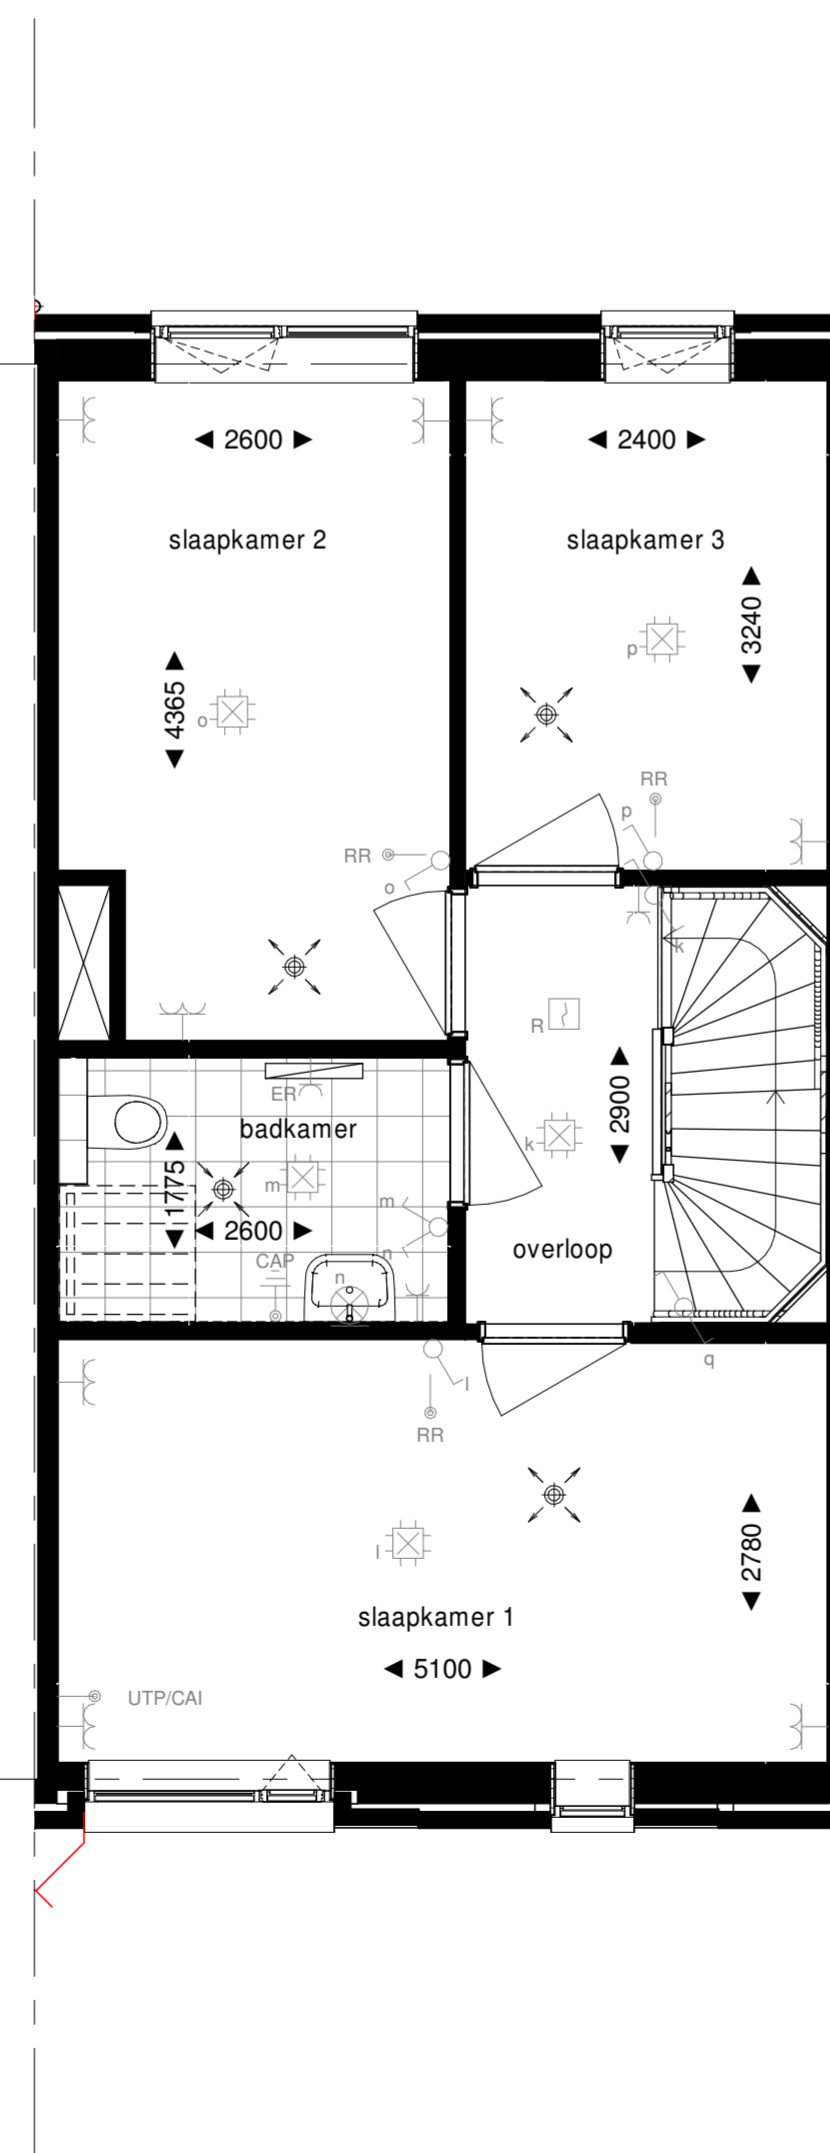 2600
2400
slaapkamer 2
slaapkamer 3
3240
p
4365
o
RR
p
RR
o
k
R
2900
ER
k
badkamer
m
1775
m
2600
n
overloop
CAP
n
q
l
RR
l
2780
slaapkamer 1
5100
UTP/CAI